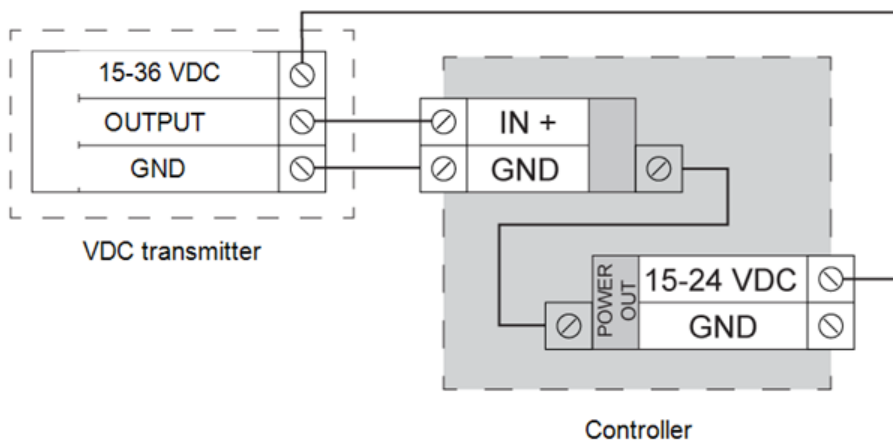 15-36 VDC
OUTPUT
GND
VDC transmitter
IN +
GND
POWER
OUT
15-24 VDC
GND
Controller